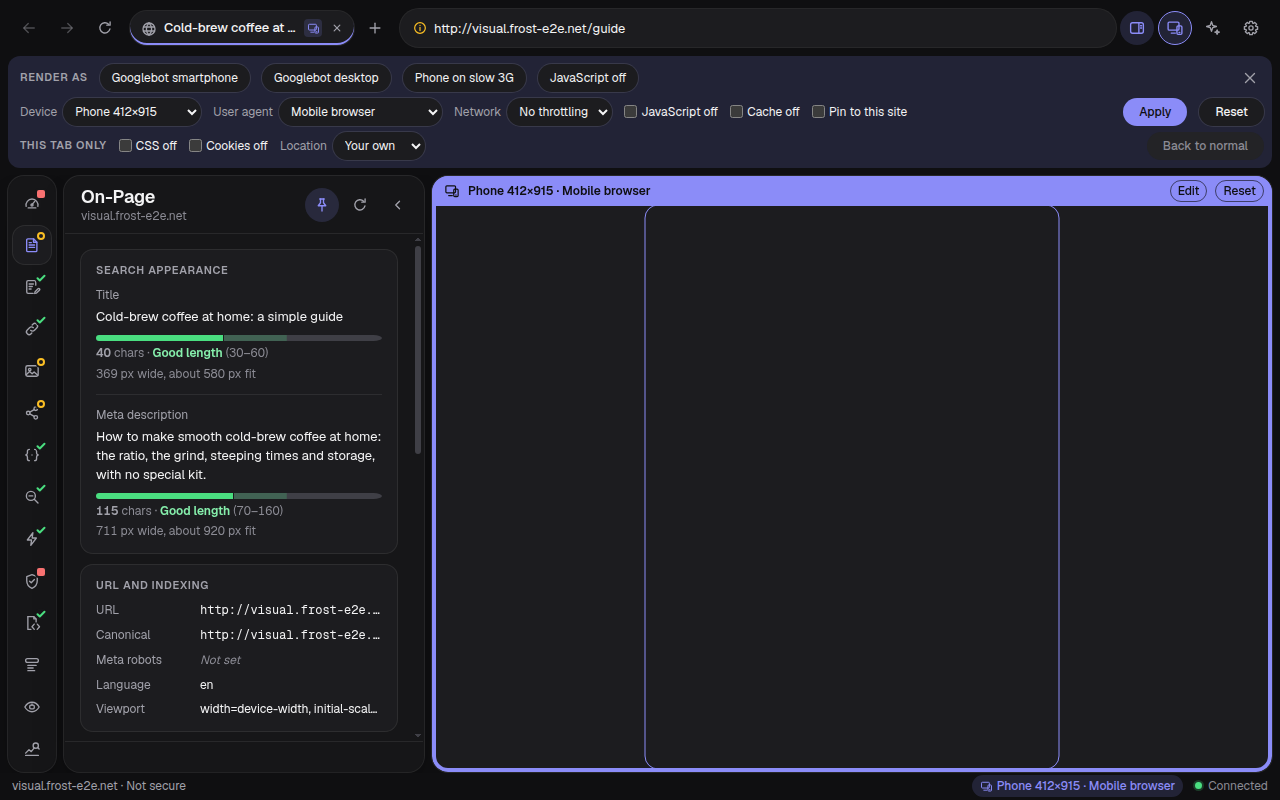 Cold-brew coffee at ...
http://visual.frost-e2e.net/guide
RENDER AS Googlebot smartphone Googlebot desktop Phone on slow 3G JavaScript off
Device Phone 412×915 User agent Mobile browser Network No throttling JavaScript off Cache off Pin to this site Apply Reset
THIS TAB ONLY CSS off Cookies off Location Your own Back to normal
On-Page
visual.frost-e2e.net
SEARCH APPEARANCE
Title
Cold-brew coffee at home: a simple guide
40 chars · Good length (30–60)
369 px wide, about 580 px fit
Meta description
How to make smooth cold-brew coffee at home:
the ratio, the grind, steeping times and storage,
with no special kit.
115 chars · Good length (70–160)
711 px wide, about 920 px fit
URL AND INDEXING
URL http://visual.frost-e2e.…
Canonical http://visual.frost-e2e.…
Meta robots Not set
Language en
Viewport width=device-width, initial-scal…
Phone 412×915 · Mobile browser Edit Reset
visual.frost-e2e.net · Not secure
Phone 412×915 · Mobile browser Connected